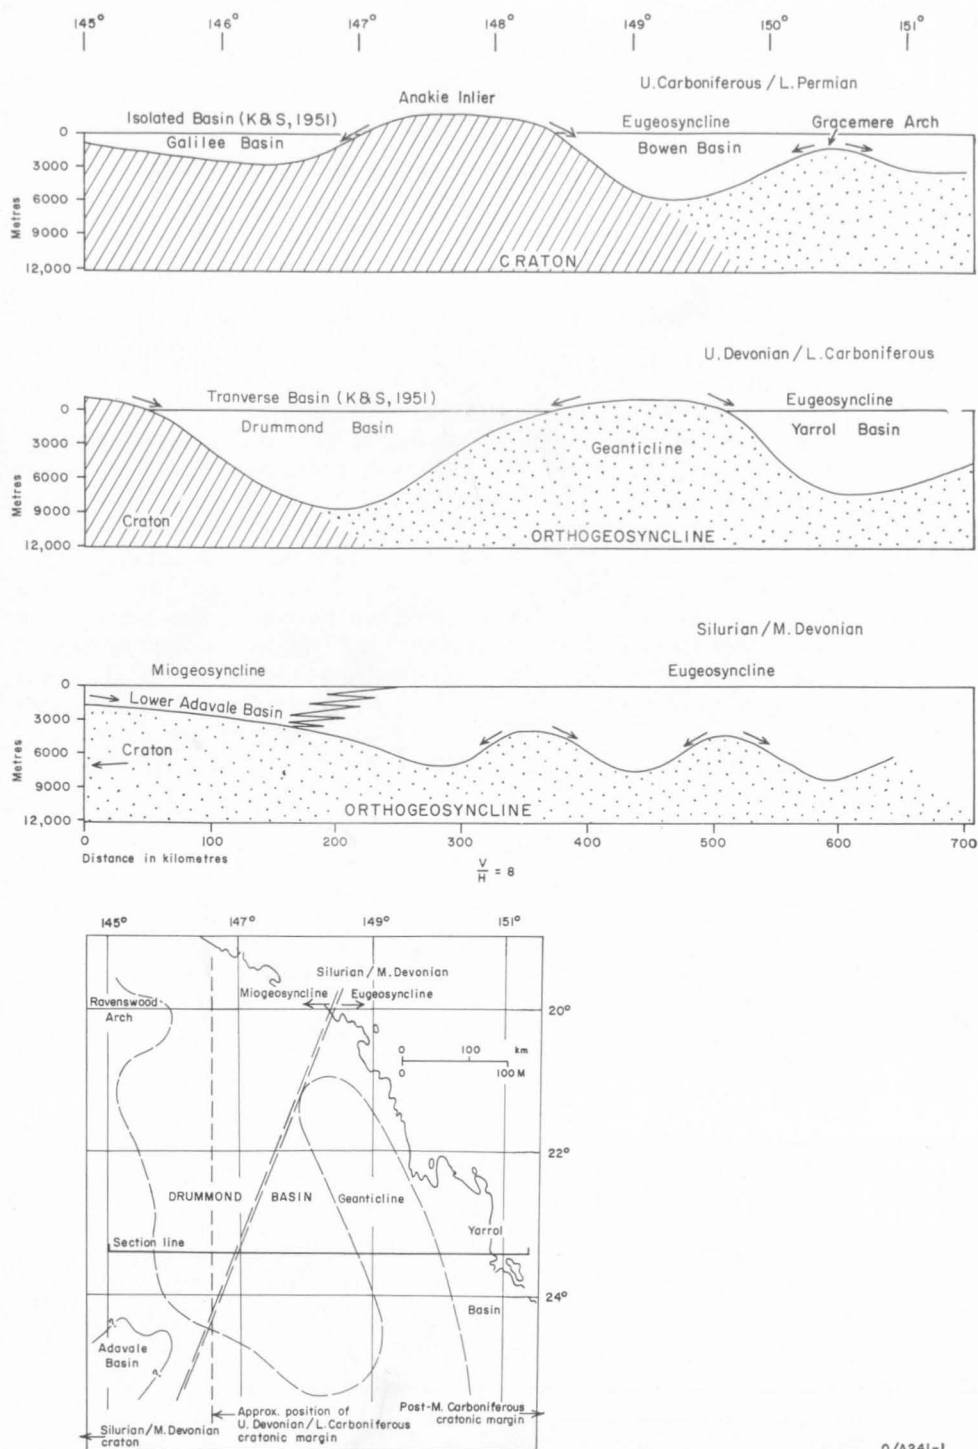 145° 146° 147° 148° 149° 150° 151°
U. Carboniferous / L. Permian
Anakie Inlier
Isolated Basin (K & S, 1951)
Galilee Basin
Eugeosyncline
Bowen Basin
Gracemere Arch
0
3000
6000
9000
12,000
Metres
CRATON
U. Devonian / L. Carboniferous
Tranverse Basin (K & S, 1951)
Drummond Basin
Eugeosyncline
Yarrol Basin
Geanticline
0
3000
6000
9000
12,000
Metres
Craton
ORTHOGEOSYNCLINE
Silurian / M. Devonian
Miogeosyncline
Eugeosyncline
Lower Adavale Basin
0
3000
6000
9000
12,000
Metres
Craton
ORTHOGEOSYNCLINE
0 100 200 300 400 500 600 700
Distance in kilometres
V
H = 8
145° 147° 149° 151°
Silurian / M. Devonian
Miogeosyncline Eugeosyncline
Ravenswood
Arch
20°
0 100 km
0 100 M
22°
DRUMMOND BASIN
Geanticline
Yarrol
Section line
24°
Basin
Adavale
Basin
?
?
Silurian/M. Devonian
craton
Approx. position of
U. Devonian / L. Carboniferous
cratonic margin
Post-M. Carboniferous
cratonic margin
Q/A241-1